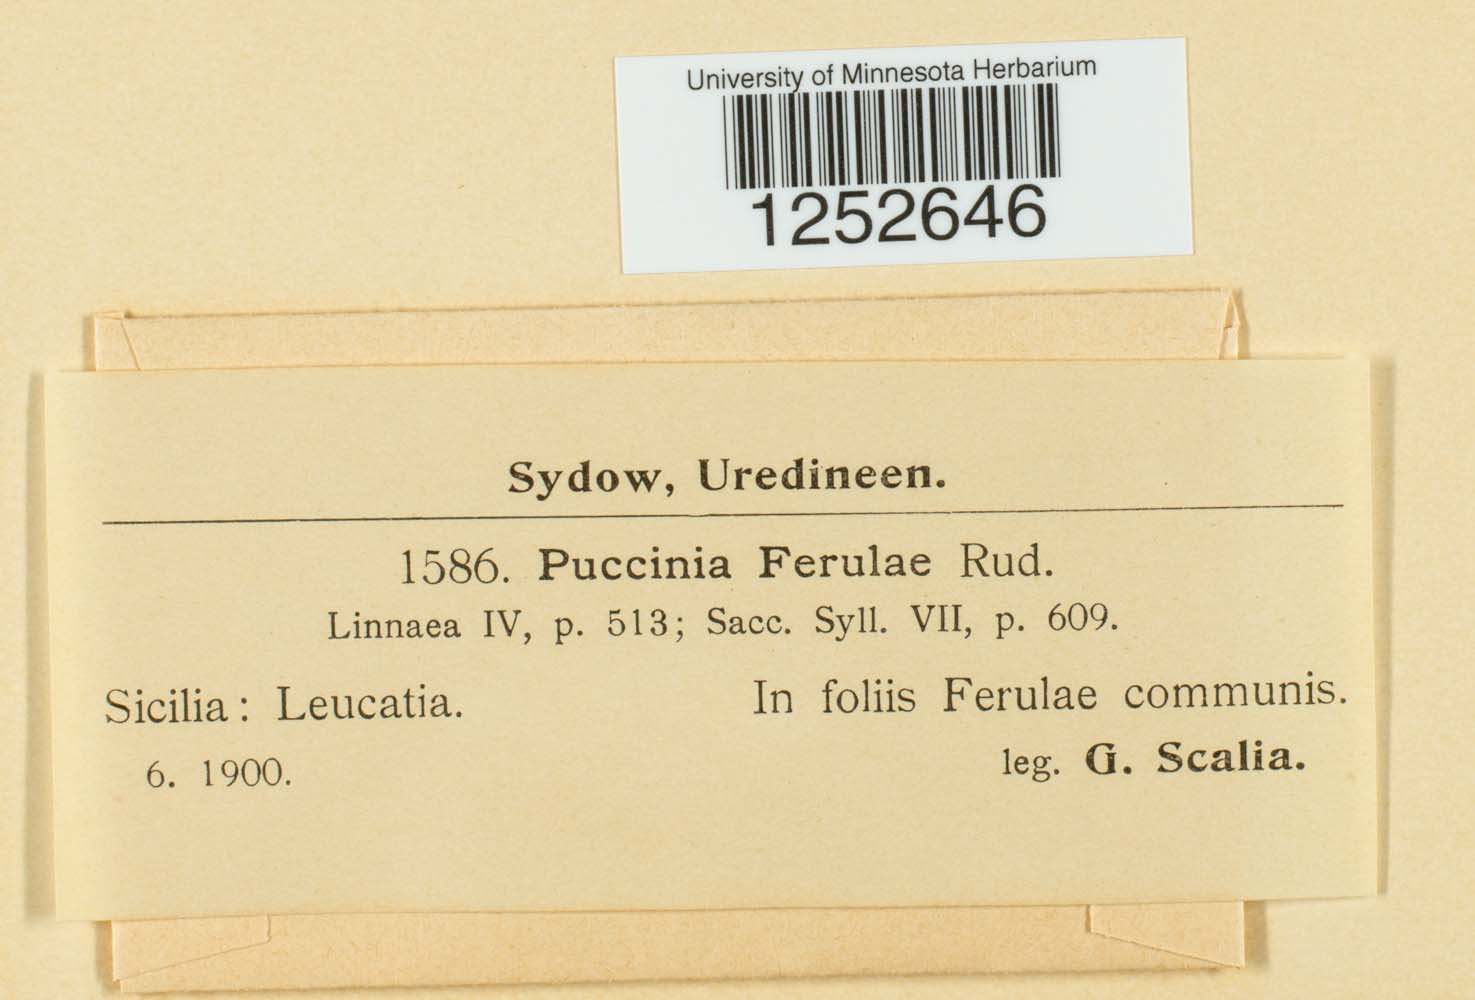 University of Minnesota Herbarium
1252646
Sydow, Uredineen.
1586. Puccinia Ferulae Rud.
Linnaea IV, p. 513; Sacc. Syll. VII, p. 609.
Sicilia: Leucatia. In foliis Ferulae communis.
6. 1900. leg. G. Scalia.